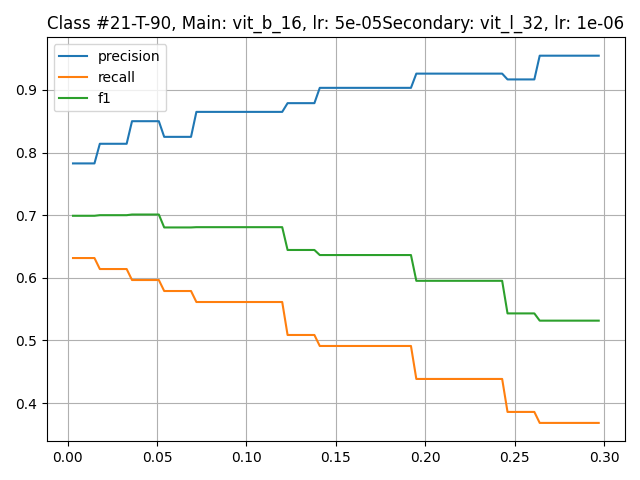 Class #21-T-90, Main: vit_b_16, lr: 5e-05Secondary: vit_l_32, lr: 1e-06
precision
recall
f1
0.9
0.8
0.7
0.6
0.5
0.4
0.00 0.05 0.10 0.15 0.20 0.25 0.30